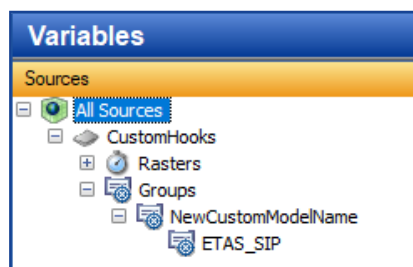 Variables
Sources
All Sources
CustomHooks
Rasters
Groups
NewCustomModelName
ETAS_SIP